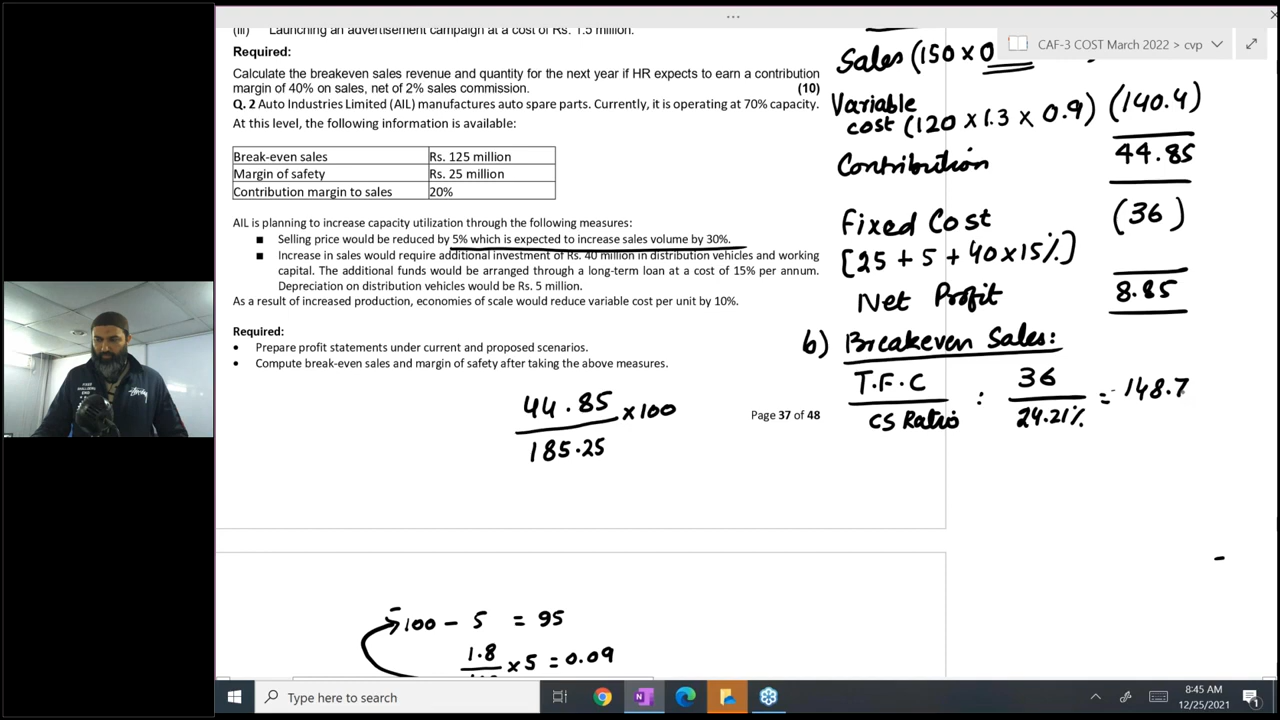 CAF-3 COST March 2022 > cvp
(iii) Launching an advertisement campaign at a cost of Rs. 1.5 million.
Required:
Calculate the breakeven sales revenue and quantity for the next year if HR expects to earn a contribution
margin of 40% on sales, net of 2% sales commission. (10)
Q. 2 Auto Industries Limited (AIL) manufactures auto spare parts. Currently, it is operating at 70% capacity.
At this level, the following information is available:
Break-even sales Rs. 125 million
Margin of safety Rs. 25 million
Contribution margin to sales 20%
AIL is planning to increase capacity utilization through the following measures:
■ Selling price would be reduced by 5% which is expected to increase sales volume by 30%.
■ Increase in sales would require additional investment of Rs. 40 million in distribution vehicles and working
capital. The additional funds would be arranged through a long-term loan at a cost of 15% per annum.
Depreciation on distribution vehicles would be Rs. 5 million.
As a result of increased production, economies of scale would reduce variable cost per unit by 10%.
Required:
• Prepare profit statements under current and proposed scenarios.
• Compute break-even sales and margin of safety after taking the above measures.
44.85 x 100
185.25
Page 37 of 48
100 - 5 = 95
1.8 x 5 = 0.09
Sales (150 x 0
Variable
cost (120 x 1.3 x 0.9) (140.4)
Contribution 44.85
Fixed Cost (36)
[25 + 5 + 40 x 15%]
Net Profit 8.85
b) Breakeven Sales:
T.F.C : 36 = 148.7
CS Ratio 24.21%
Type here to search
8:45 AM
12/25/2021